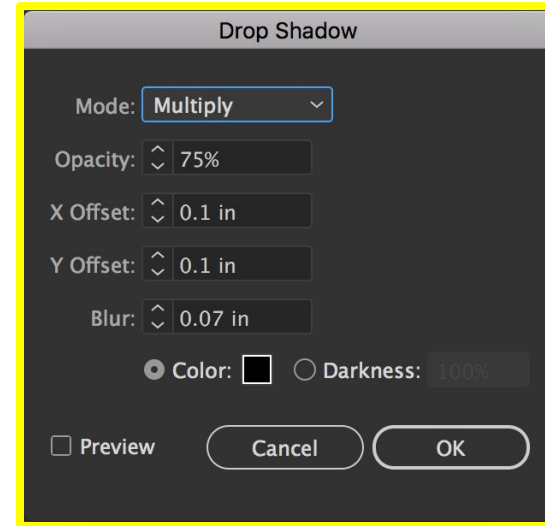 Drop Shadow
Mode: Multiply
Opacity: 75%
X Offset: 0.1 in
Y Offset: 0.1 in
Blur: 0.07 in
Color: Darkness: 100%
Preview Cancel OK